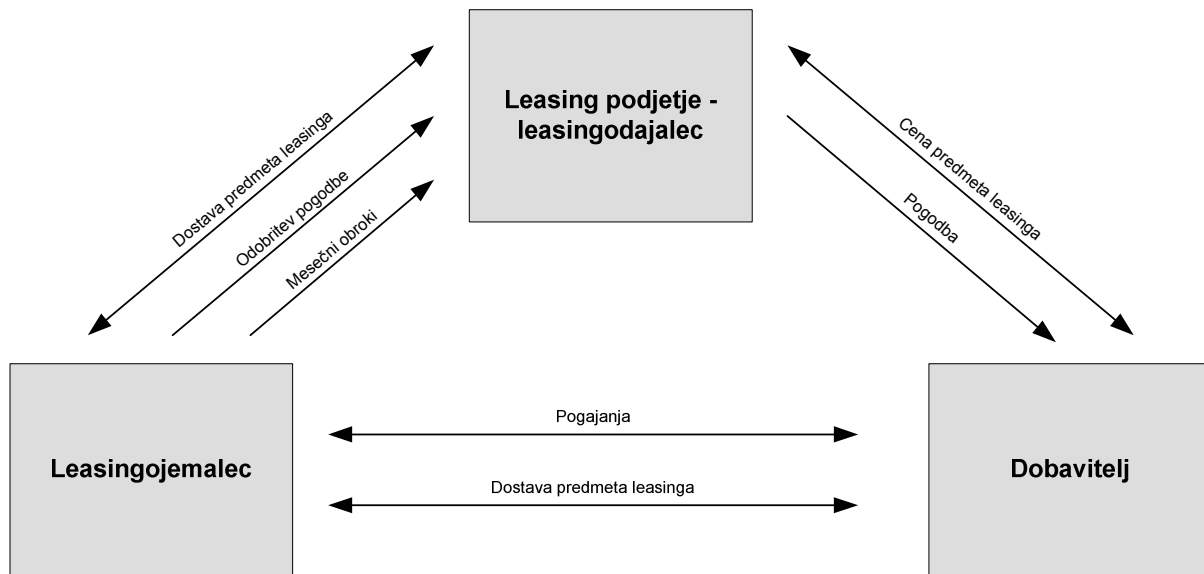 Leasing podjetje -
leasingodajalec
Dostava predmeta leasinga
Odobritev pogodbe
Mesečni obroki
Cena predmeta leasinga
Pogodba
Leasingojemalec
Pogajanja
Dostava predmeta leasinga
Dobavitelj